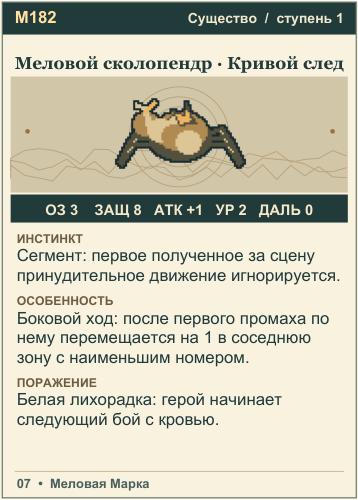 М182
Существо / ступень 1
Меловой сколопендр · Кривой след
ОЗ 3 ЗАЩ 8 АТК +1 УР 2 ДАЛЬ 0
ИНСТИНКТ
Сегмент: первое полученное за сцену
принудительное движение игнорируется.
ОСОБЕННОСТЬ
Боковой ход: после первого промаха по
нему перемещается на 1 в соседнюю
зону с наименьшим номером.
ПОРАЖЕНИЕ
Белая лихорадка: герой начинает
следующий бой с кровью.
07 • Меловая Марка